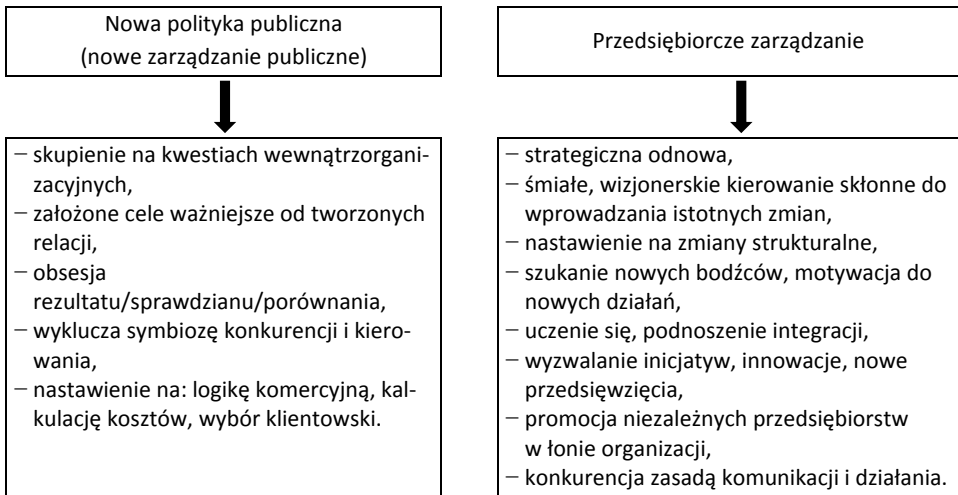 Nowa polityka publiczna
(nowe zarządzanie publiczne)
− skupienie na kwestiach wewnątrzorgani-
zacyjnych,
− założone cele ważniejsze od tworzonych
relacji,
− obsesja
rezultatu/sprawdzianu/porównania,
− wyklucza symbiozę konkurencji i kiero-
wania,
− nastawienie na: logikę komercyjną, kal-
kulację kosztów, wybór klientowski.
Przedsiębiorcze zarządzanie
− strategiczna odnowa,
− śmiałe, wizjonerskie kierowanie skłonne do
wprowadzania istotnych zmian,
− nastawienie na zmiany strukturalne,
− szukanie nowych bodźców, motywacja do
nowych działań,
− uczenie się, podnoszenie integracji,
− wyzwalanie inicjatyw, innowacje, nowe
przedsięwzięcia,
− promocja niezależnych przedsiębiorstw
w łonie organizacji,
− konkurencja zasadą komunikacji i działania.